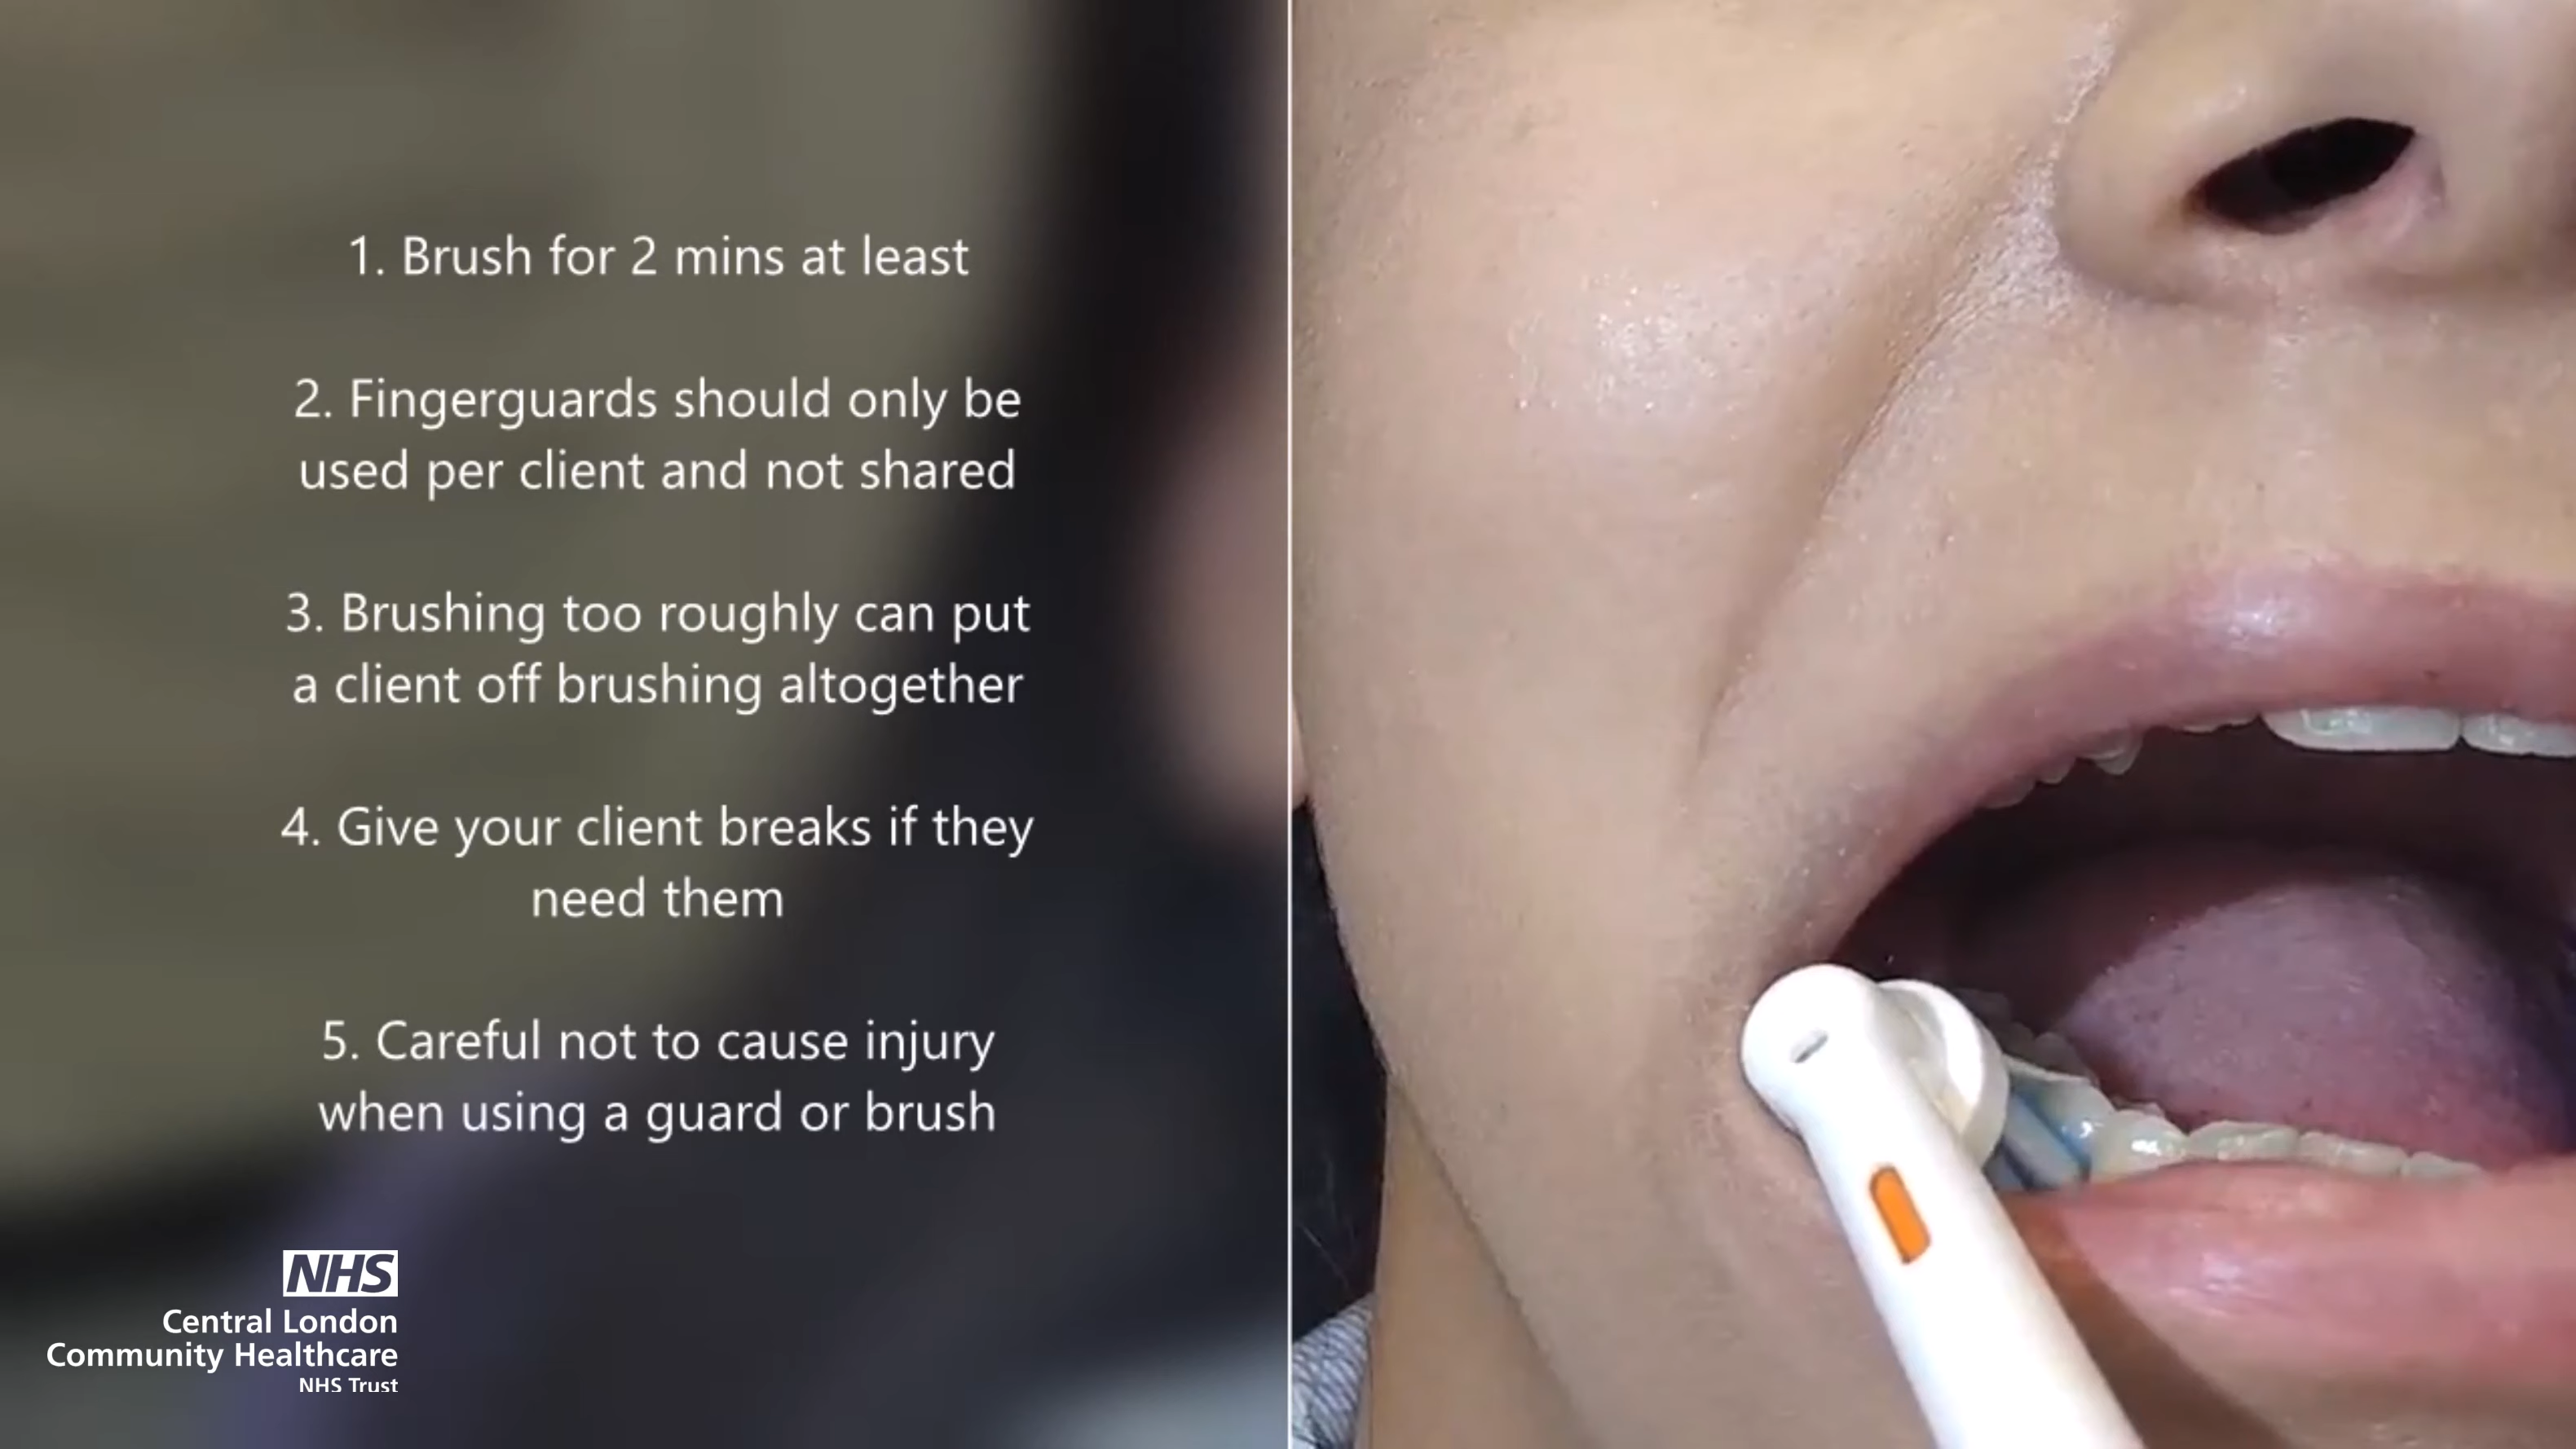 1. Brush for 2 mins at least
2. Fingerguards should only be
used per client and not shared
3. Brushing too roughly can put
a client off brushing altogether
4. Give your client breaks if they
need them
5. Careful not to cause injury
when using a guard or brush
NHS
Central London
Community Healthcare
NHS Trust